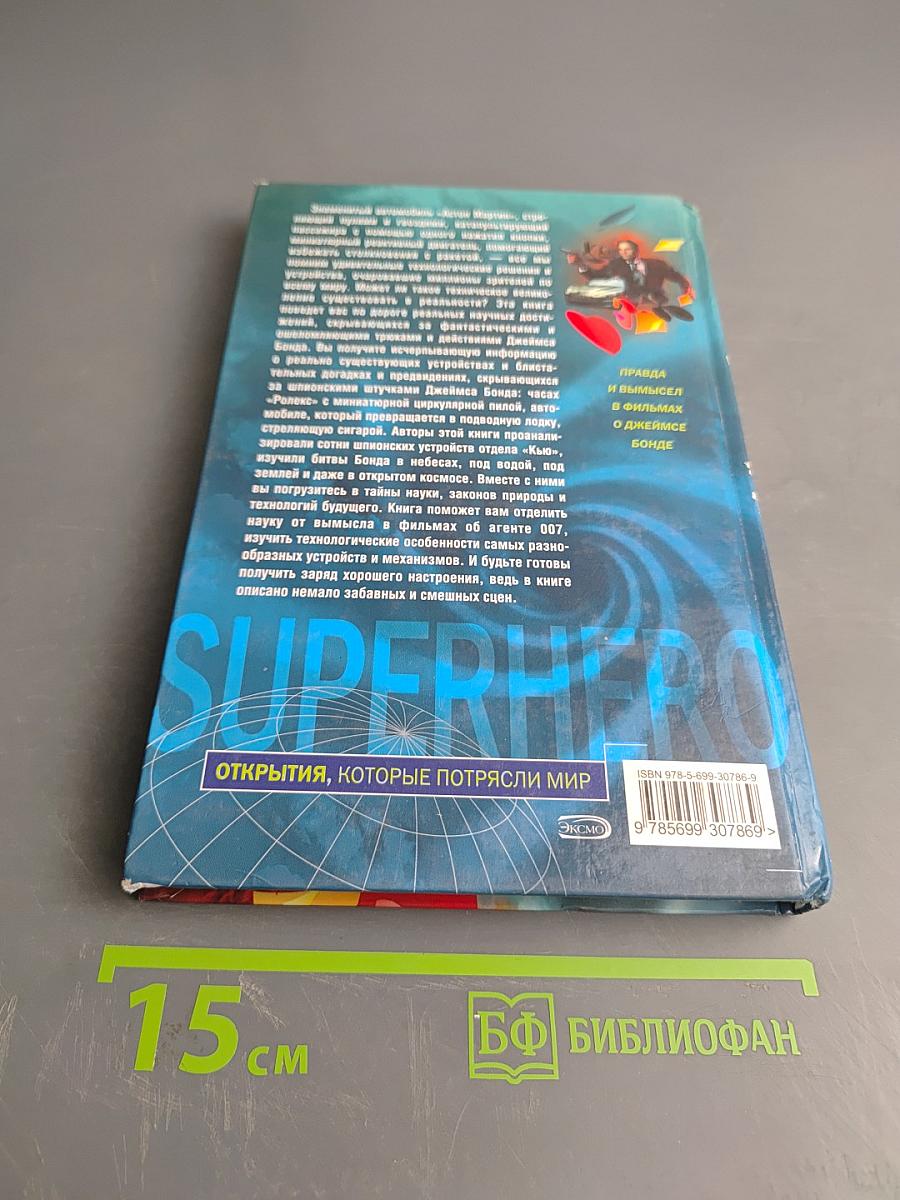 Знаменитый автомобиль «Астон Мартин», стре-
ляющий пулями и гвоздями, катапультирующий
пассажира с помощью одного нажатия кнопки,
миниатюрный реактивный двигатель, помогающий
избежать столкновения с ракетой, — все мы
помним удивительные технологические решения и
устройства, очаровавшие миллионы зрителей по
всему миру. Может ли такое техническое велико-
лепие существовать в реальности? Эта книга
поведет вас по дороге реальных научных дости-
жений, скрывающихся за фантастическими и
ошеломляющими трюками и действиями Джеймса
Бонда. Вы получите исчерпывающую информацию
о реально существующих устройствах и блиста-
тельных догадках и предвидениях, скрывающихся
за шпионскими штучками Джеймса Бонда: часах
«Ролекс» с миниатюрной циркулярной пилой, авто-
мобиле, который превращается в подводную лодку,
стреляющую сигарой. Авторы этой книги проанали-
зировали сотни шпионских устройств отдела «Кью»,
изучили битвы Бонда в небесах, под водой, под
землей и даже в открытом космосе. Вместе с ними
вы погрузитесь в тайны науки, законов природы и
технологий будущего. Книга поможет вам отделить
науку от вымысла в фильмах об агенте 007,
изучить технологические особенности самых разно-
образных устройств и механизмов. И будьте готовы
получить заряд хорошего настроения, ведь в книге
описано немало забавных и смешных сцен.
ПРАВДА
И ВЫМЫСЕЛ
В ФИЛЬМАХ
О ДЖЕЙМСЕ
БОНДЕ
SUPERHERO
ОТКРЫТИЯ, КОТОРЫЕ ПОТРЯСЛИ МИР
ЭКСМО
ISBN 978-5-699-30786-9
9 785699 307869 >
15 см
БФ БИБЛИОФАН